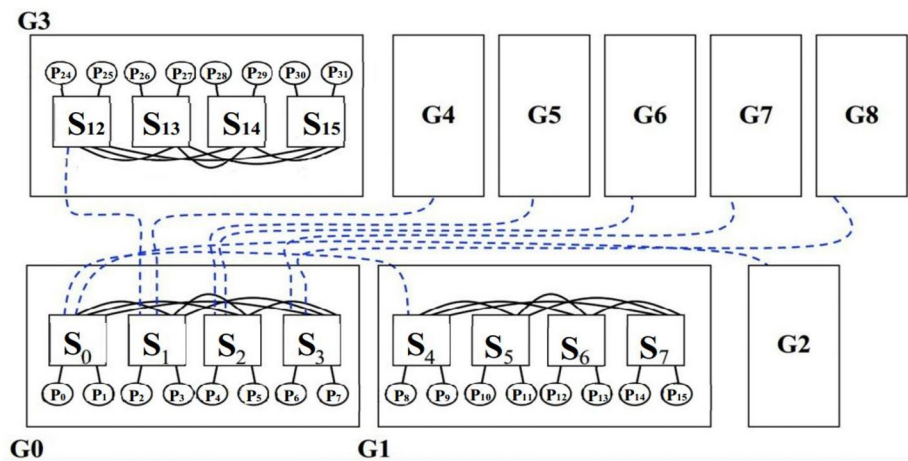 G3
P24 P25 P26 P27 P28 P29 P30 P31
S12 S13 S14 S15
G4 G5 G6 G7 G8
S0 S1 S2 S3
P0 P1 P2 P3 P4 P5 P6 P7
G0
S4 S5 S6 S7
P8 P9 P10 P11 P12 P13 P14 P15
G1
G2